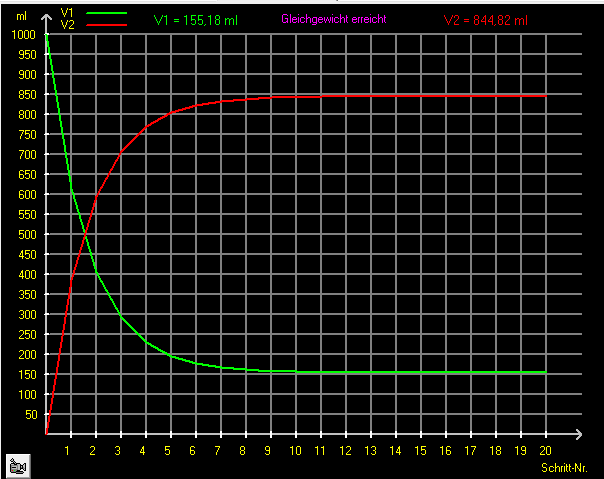 ml
V1
V2
V1 = 155,18 ml
Gleichgewicht erreicht
V2 = 844,82 ml
1000
950
900
850
800
750
700
650
600
550
500
450
400
350
300
250
200
150
100
50
1 2 3 4 5 6 7 8 9 10 11 12 13 14 15 16 17 18 19 20
Schritt-Nr.